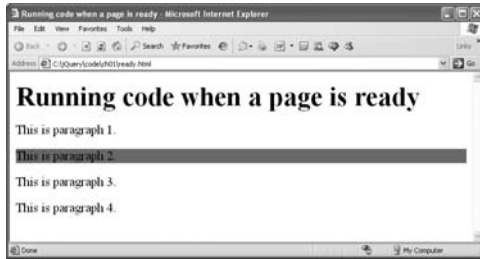 Running code when a page is ready - Microsoft Internet Explorer
File Edit View Favorites Tools Help
Back Search Favorites Links
Address C:\jQuery\code\ch01\ready.html Go
Running code when a page is ready
This is paragraph 1.
This is paragraph 2.
This is paragraph 3.
This is paragraph 4.
Done My Computer